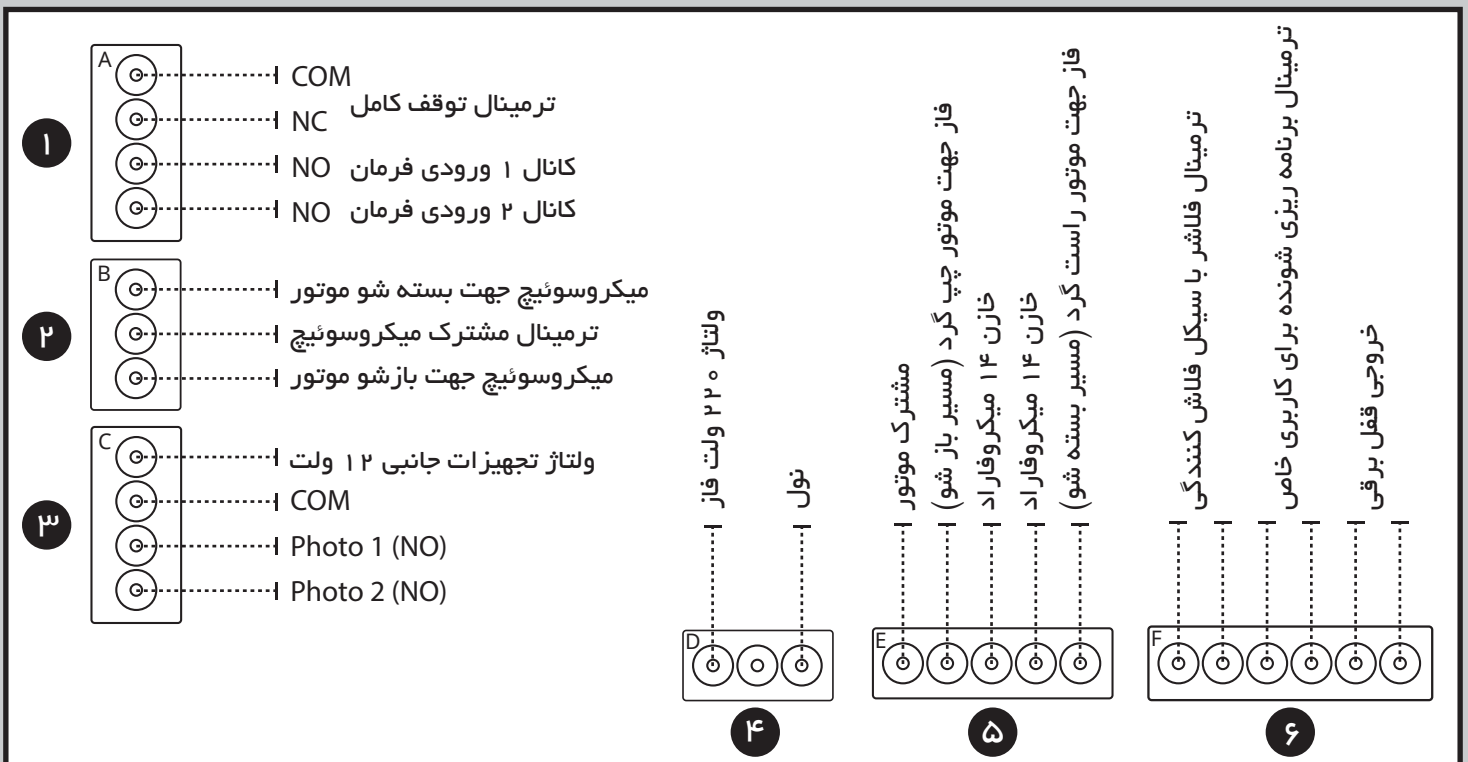 ۱
A
COM
ترمینال توقف کامل
NC
کانال ۱ ورودی فرمان NO
کانال ۲ ورودی فرمان NO
۲
B
میکروسوئیچ جهت بسته شو موتور
ترمینال مشترک میکروسوئیچ
میکروسوئیچ جهت بازشو موتور
۳
C
ولتاژ تجهیزات جانبی ۱۲ ولت
COM
Photo 1 (NO)
Photo 2 (NO)
ولتاژ ۲۲۰ ولت فاز
نول
D
۴
مشترک موتور
فاز جهت موتور چپ گرد (مسیر باز شو)
خازن ۱۴ میکروفاراد
خازن ۱۴ میکروفاراد
فاز جهت موتور راست گرد (مسیر بسته شو)
E
۵
ترمینال فلاشر با سیکل فلاش کنندگی
ترمینال برنامه ریزی شونده برای کاربری خاص
خروجی قفل برقی
F
۶